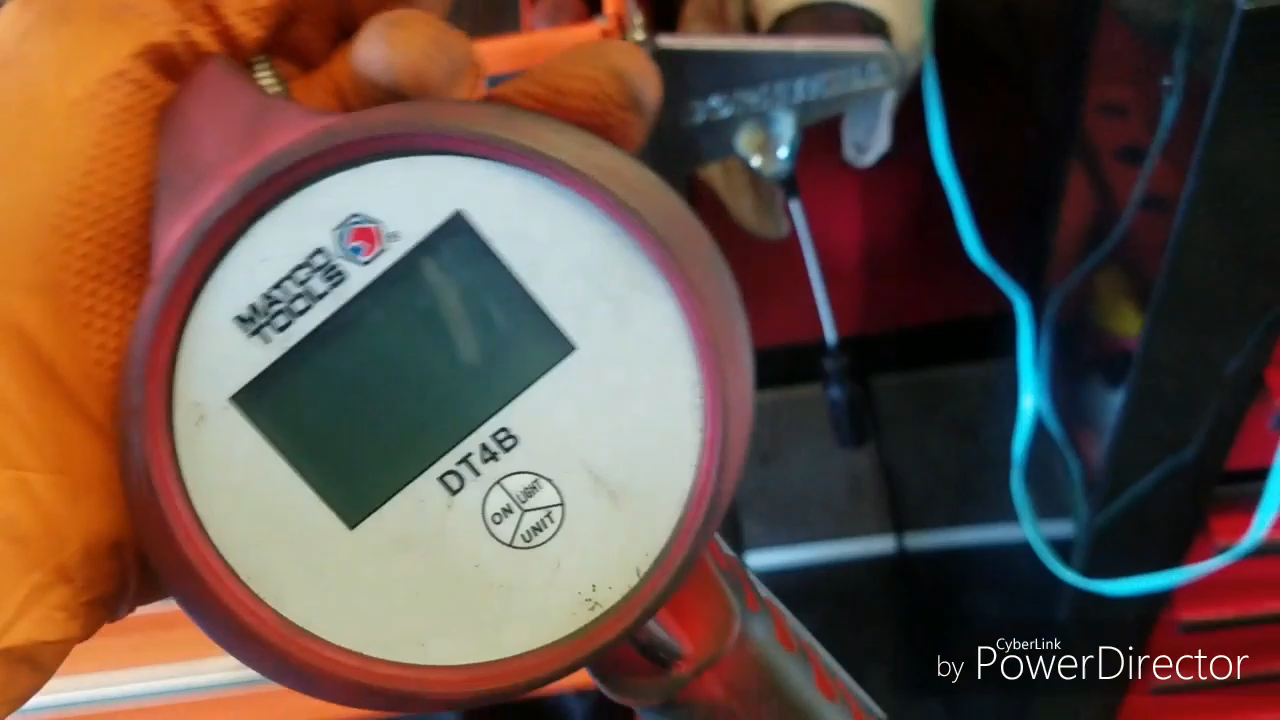 MATCO
TOOLS
®
DT4B
ON
LIGHT
UNIT
CyberLink
by PowerDirector